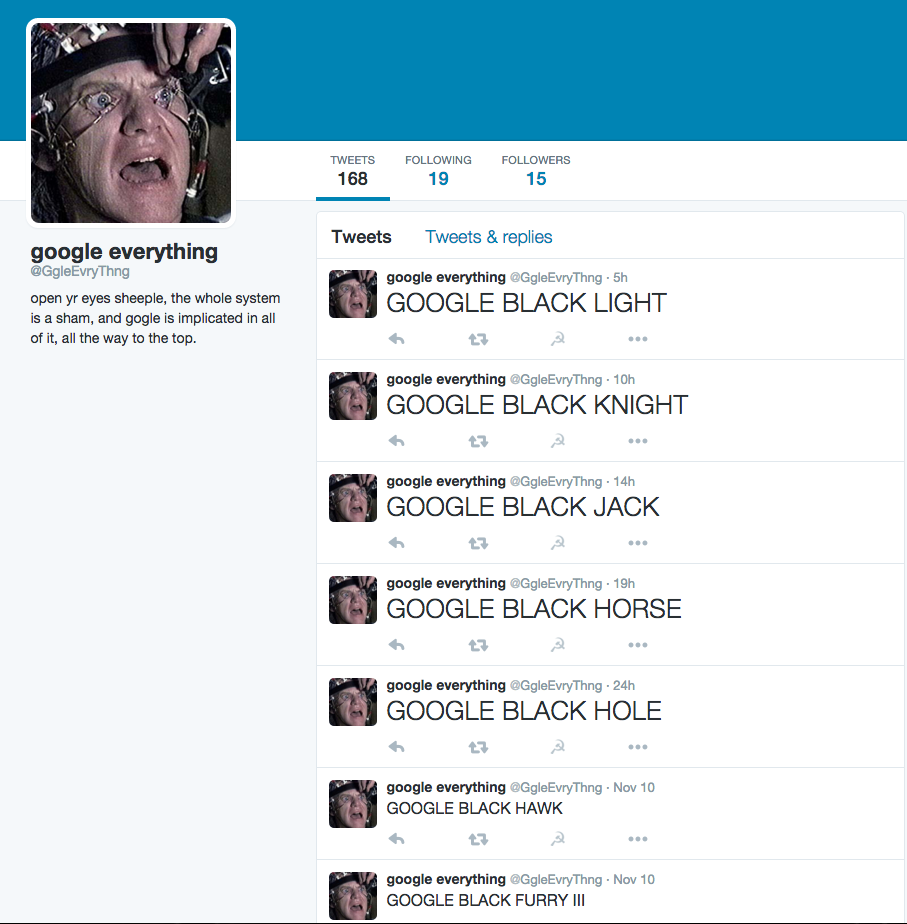 TWEETS FOLLOWING FOLLOWERS
168 19 15
google everything
@GgleEvryThng
open yr eyes sheeple, the whole system
is a sham, and gogle is implicated in all
of it, all the way to the top.
Tweets Tweets & replies
google everything @GgleEvryThng · 5h
GOOGLE BLACK LIGHT
google everything @GgleEvryThng · 10h
GOOGLE BLACK KNIGHT
google everything @GgleEvryThng · 14h
GOOGLE BLACK JACK
google everything @GgleEvryThng · 19h
GOOGLE BLACK HORSE
google everything @GgleEvryThng · 24h
GOOGLE BLACK HOLE
google everything @GgleEvryThng · Nov 10
GOOGLE BLACK HAWK
google everything @GgleEvryThng · Nov 10
GOOGLE BLACK FURRY III